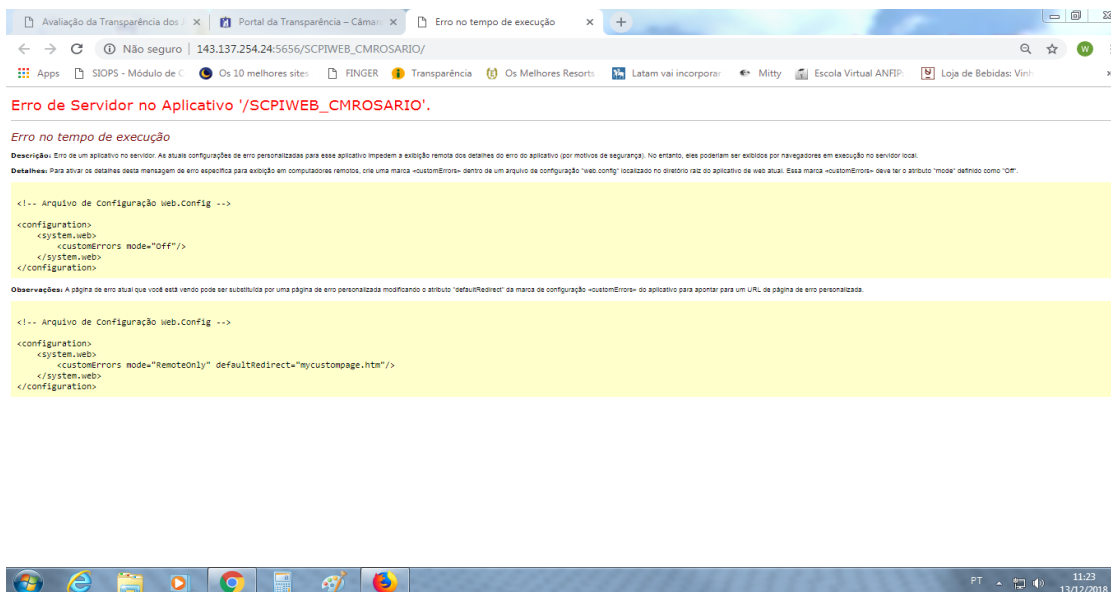 Avaliação da Transparência dos
Portal da Transparência – Câmar
Erro no tempo de execução
Não seguro | 143.137.254.24:5656/SCPIWEB_CMROSARIO/
W
Apps SIOPS - Módulo de C Os 10 melhores sites FINGER Transparência Os Melhores Resorts Latam vai incorporar Mitty Escola Virtual ANFIP: Loja de Bebidas: Vinh
Erro de Servidor no Aplicativo '/SCPIWEB_CMROSARIO'.
Erro no tempo de execução
Descrição: Erro de um aplicativo no servidor. As atuais configurações de erro personalizadas para esse aplicativo impedem a exibição remota dos detalhes do erro do aplicativo (por motivos de segurança). No entanto, eles poderiam ser exibidos por navegadores em execução no servidor local.
Detalhes: Para ativar os detalhes desta mensagem de erro específica para exibição em computadores remotos, crie uma marca <customErrors> dentro de um arquivo de configuração "web.config" localizado no diretório raiz do aplicativo de web atual. Essa marca <customErrors> deve ter o atributo "mode" definido como "Off".
<!-- Arquivo de Configuração Web.Config -->
<configuration>
<system.web>
<customErrors mode="Off"/>
</system.web>
</configuration>
Observações: A página de erro atual que você está vendo pode ser substituída por uma página de erro personalizada modificando o atributo "defaultRedirect" da marca de configuração <customErrors> do aplicativo para apontar para um URL de página de erro personalizada.
<!-- Arquivo de Configuração Web.Config -->
<configuration>
<system.web>
<customErrors mode="RemoteOnly" defaultRedirect="mycustompage.htm"/>
</system.web>
</configuration>
PT
11:23
13/12/2018